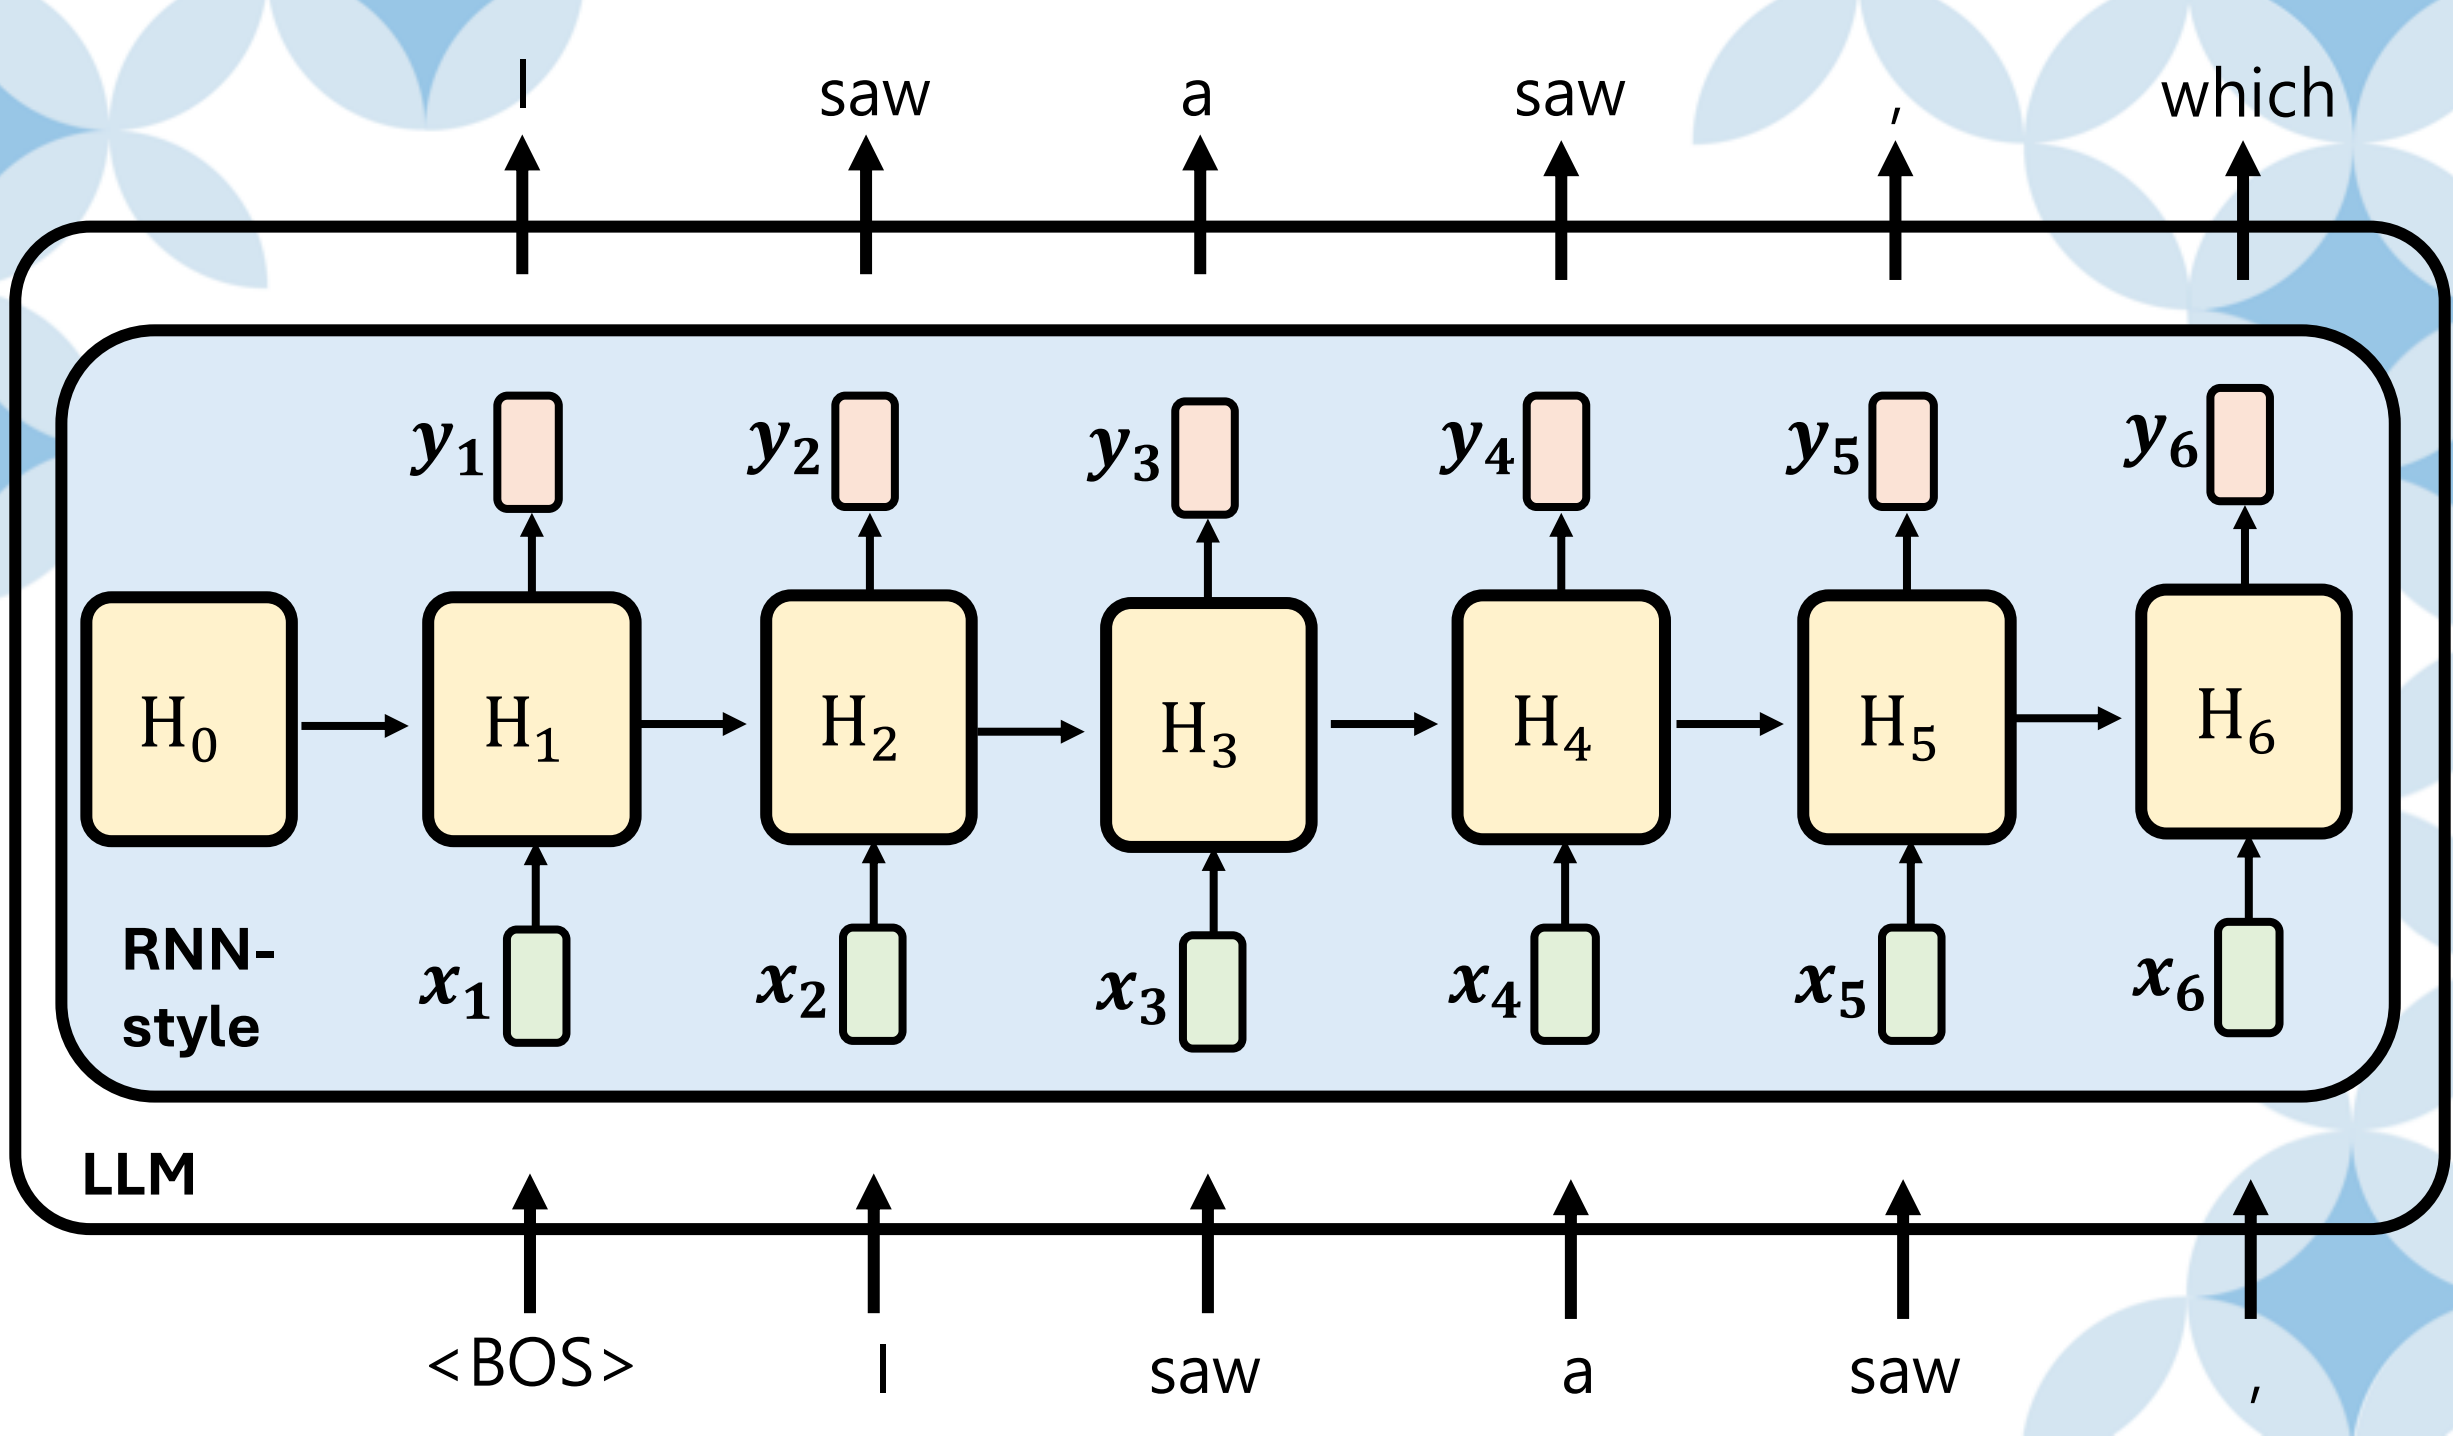 I saw a saw , which
y₁ y₂ y₃ y₄ y₅ y₆
H₀ H₁ H₂ H₃ H₄ H₅ H₆
RNN-
style
x₁ x₂ x₃ x₄ x₅ x₆
LLM
<BOS> I saw a saw ,